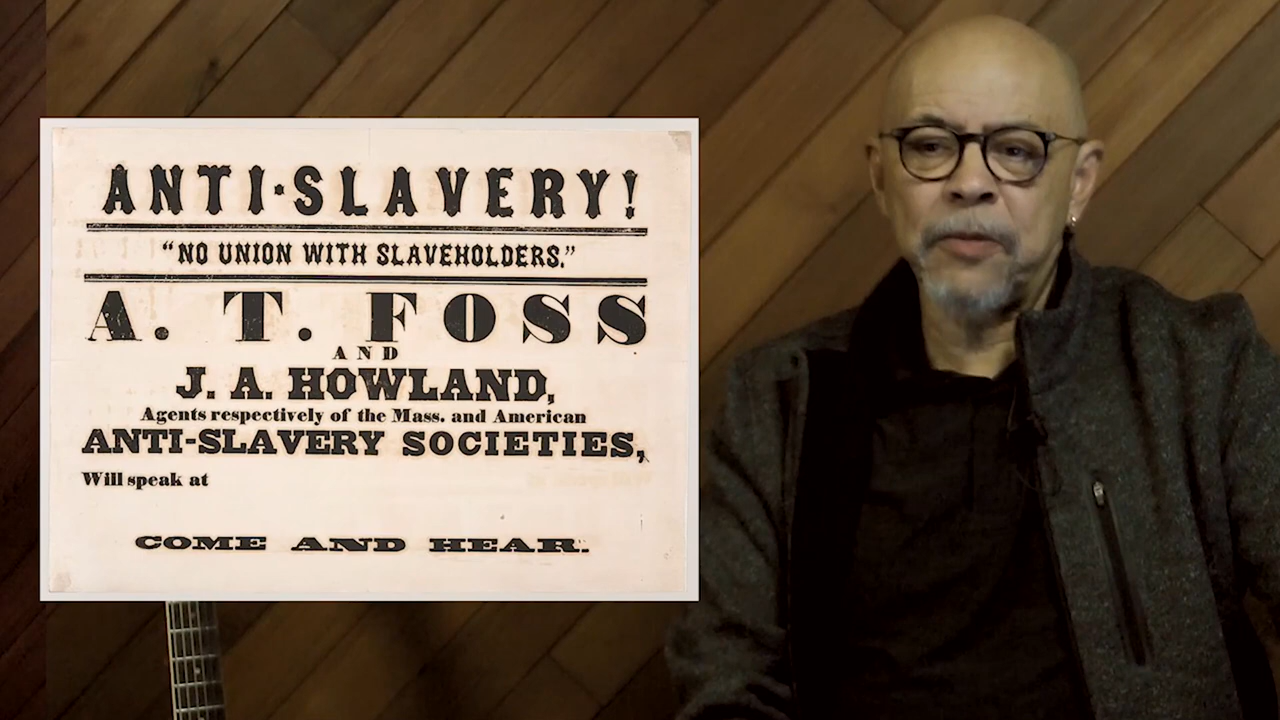 ANTI-SLAVERY!
“NO UNION WITH SLAVEHOLDERS.”
A. T. FOSS
AND
J. A. HOWLAND,
Agents respectively of the Mass. and American
ANTI-SLAVERY SOCIETIES,
Will speak at
COME AND HEAR.